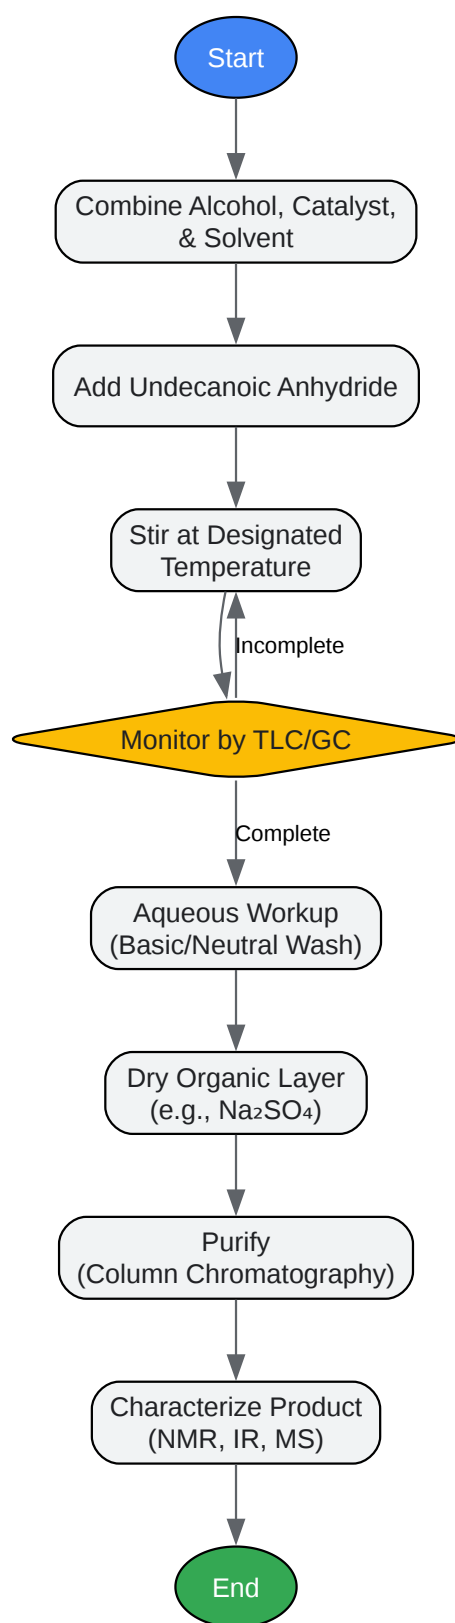 Start
Combine Alcohol, Catalyst,
& Solvent
Add Undecanoic Anhydride
Stir at Designated
Temperature
Incomplete
Monitor by TLC/GC
Complete
Aqueous Workup
(Basic/Neutral Wash)
Dry Organic Layer
(e.g., Na₂SO₄)
Purify
(Column Chromatography)
Characterize Product
(NMR, IR, MS)
End